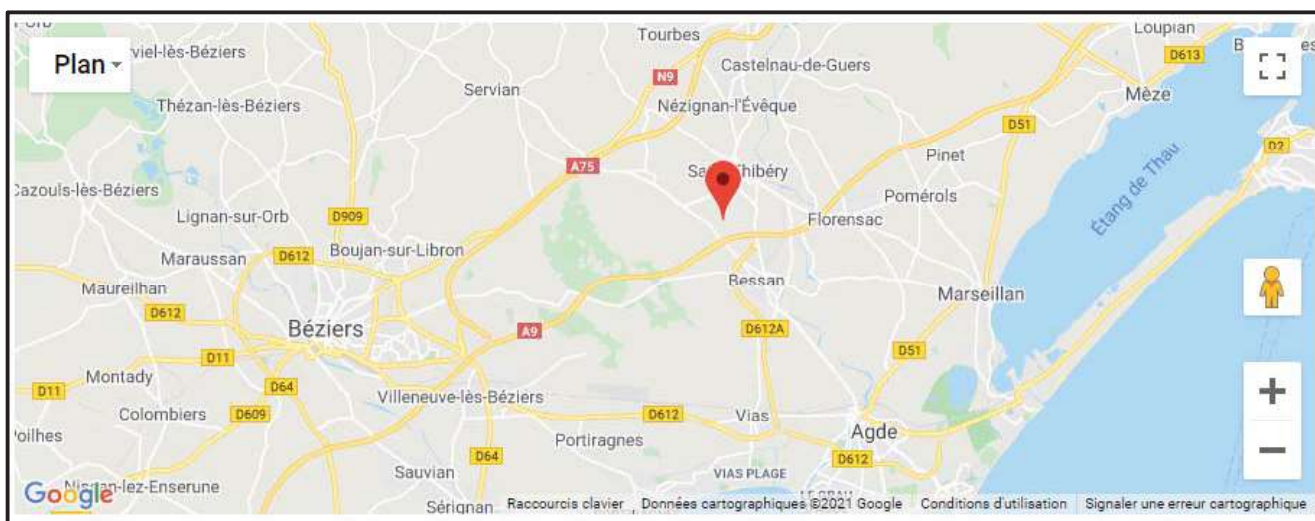 Loupian
Tourbes
Plan
viel-lès-Béziers
D613
Castelnau-de-Guers
N9
Servian
Mèze
Thézan-lès-Béziers
Nézignan-l'Évêque
D51
D2
Pinet
A75
Cazouls-lès-Béziers
Pomérols
Étang de Thau
Lignan-sur-Orb
D909
Florensac
Boujan-sur-Libron
D612
Maraussan
Bessan
Maureilhan
Marseillan
D612
Béziers
A9
D612A
D11
D51
Montady
D11
D64
Villeneuve-lès-Béziers
Colombiers
D609
D612
Vias
Poilhes
Portiragnes
Agde
D64
D612
Sauvian
VIAS PLAGE
Google
-lez-Enserune
Sérignan
Raccourcis clavier Données cartographiques ©2021 Google Conditions d'utilisation Signaler une erreur cartographique